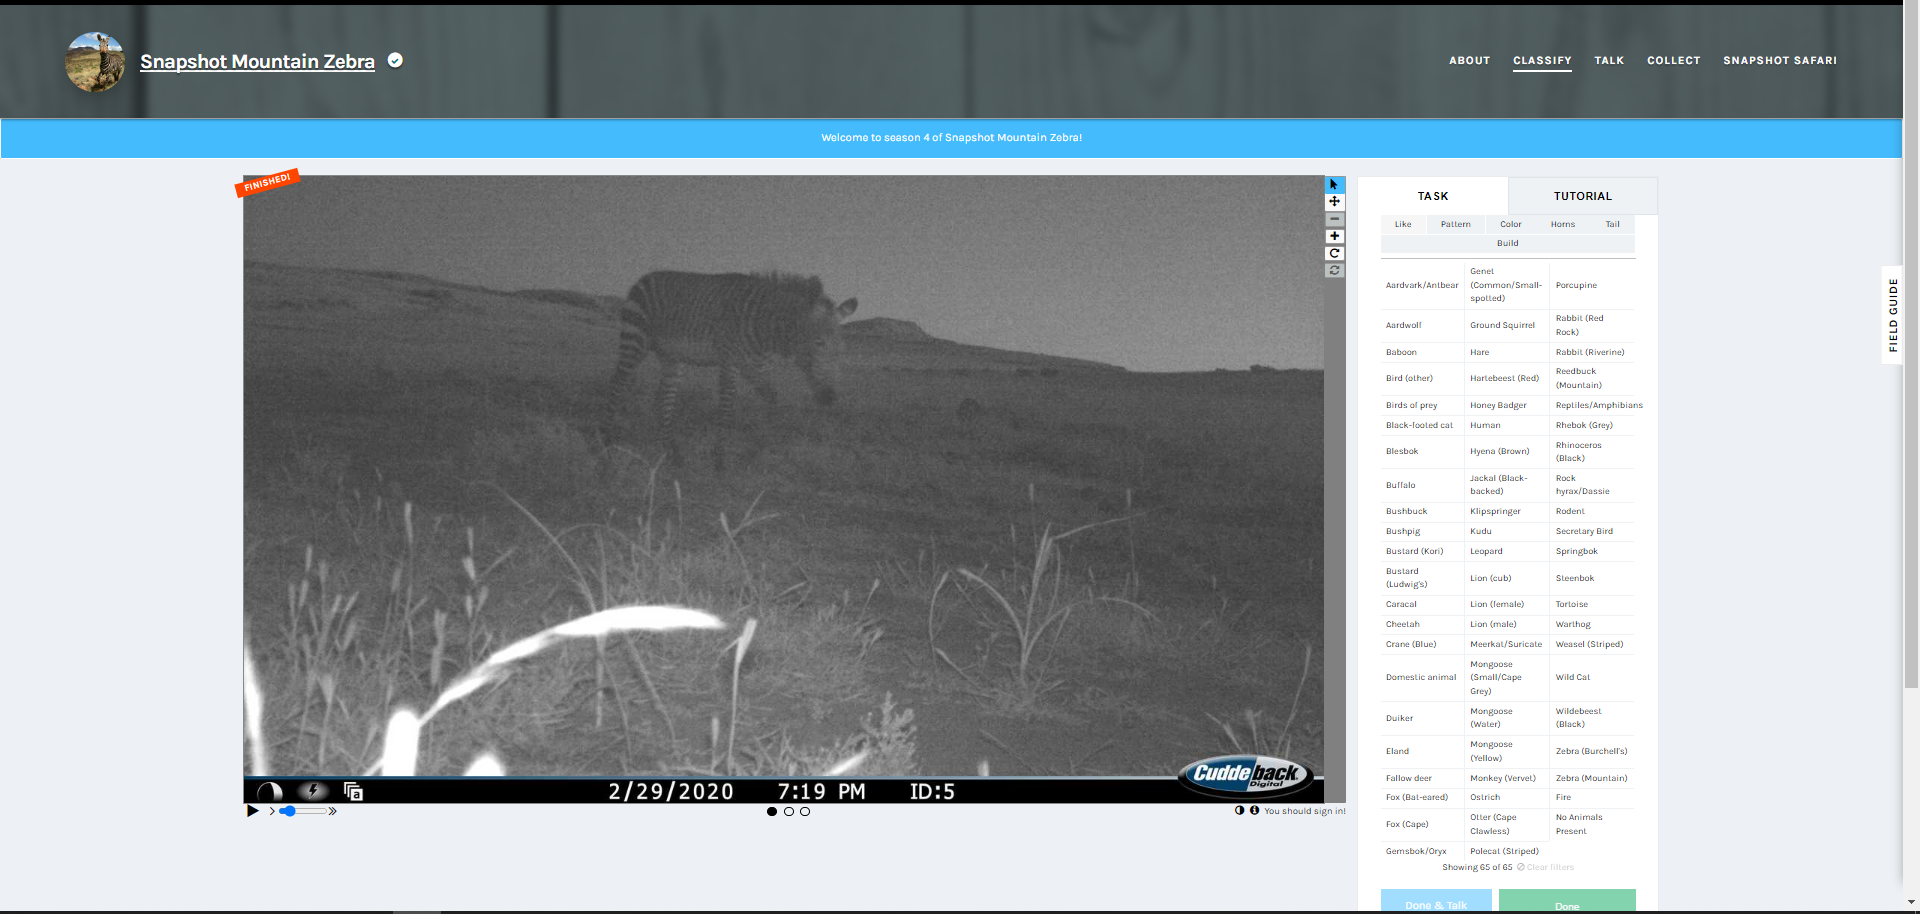 Snapshot Mountain Zebra
ABOUT CLASSIFY TALK COLLECT SNAPSHOT SAFARI
Welcome to season 4 of Snapshot Mountain Zebra!
FINISHED!
TASK TUTORIAL
Like Pattern Color Horns Tail
Build
Aardvark/Antbear
Genet (Common/Small-spotted)
Porcupine
Aardwolf
Ground Squirrel
Rabbit (Red Rock)
Baboon
Hare
Rabbit (Riverine)
Bird (other)
Hartebeest (Red)
Reedbuck (Mountain)
Birds of prey
Honey Badger
Reptiles/Amphibians
Black-footed cat
Human
Rhebok (Grey)
Blesbok
Hyena (Brown)
Rhinoceros (Black)
Buffalo
Jackal (Black-backed)
Rock hyrax/Dassie
Bushbuck
Klipspringer
Rodent
Bushpig
Kudu
Secretary Bird
Bustard (Kori)
Leopard
Springbok
Bustard (Ludwig's)
Lion (cub)
Steenbok
Caracal
Lion (female)
Tortoise
Cheetah
Lion (male)
Warthog
Crane (Blue)
Meerkat/Suricate
Weasel (Striped)
Domestic animal
Mongoose (Small/Cape Grey)
Wild Cat
Duiker
Mongoose (Water)
Wildebeest (Black)
Eland
Mongoose (Yellow)
Zebra (Burchell's)
Fallow deer
Monkey (Vervet)
Zebra (Mountain)
Fox (Bat-eared)
Ostrich
Fire
Fox (Cape)
Otter (Cape Clawless)
No Animals Present
Gemsbok/Oryx
Polecat (Striped)
Showing 65 of 65 Clear filters
Done & Talk Done
FIELD GUIDE
Cuddeback Digital
a 2/29/2020 7:19 PM ID:5
You should sign in!